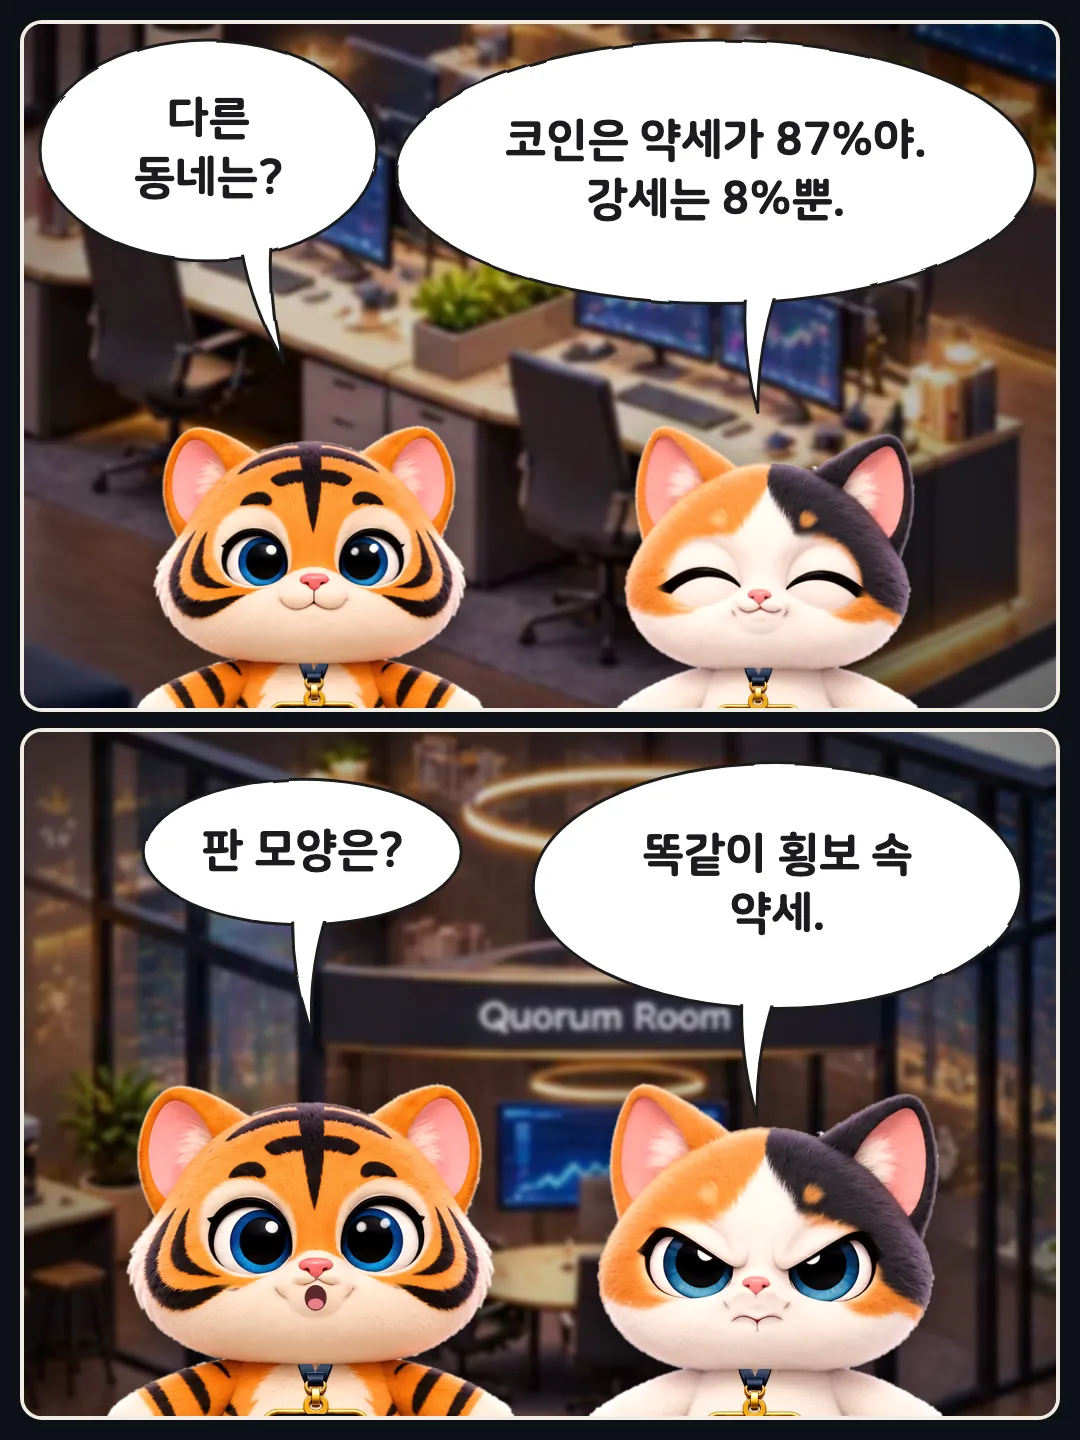 다른
동네는?
코인은 약세가 87%야.
강세는 8%뿐.
판 모양은?
똑같이 횡보 속
약세.
Quorum Room